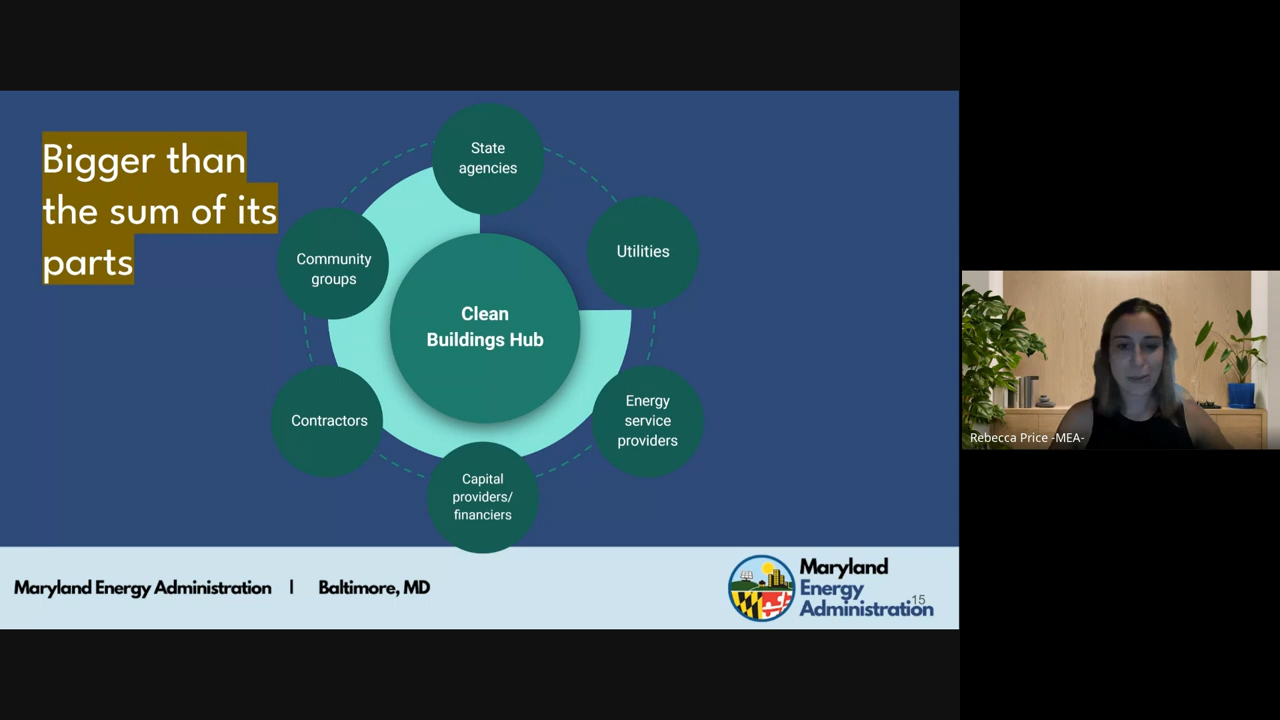 Bigger than
the sum of its
parts
State
agencies
Utilities
Community
groups
Clean
Buildings Hub
Energy
service
providers
Contractors
Capital
providers/
financiers
Maryland Energy Administration | Baltimore, MD
Maryland
Energy
Administration
15
Rebecca Price -MEA-